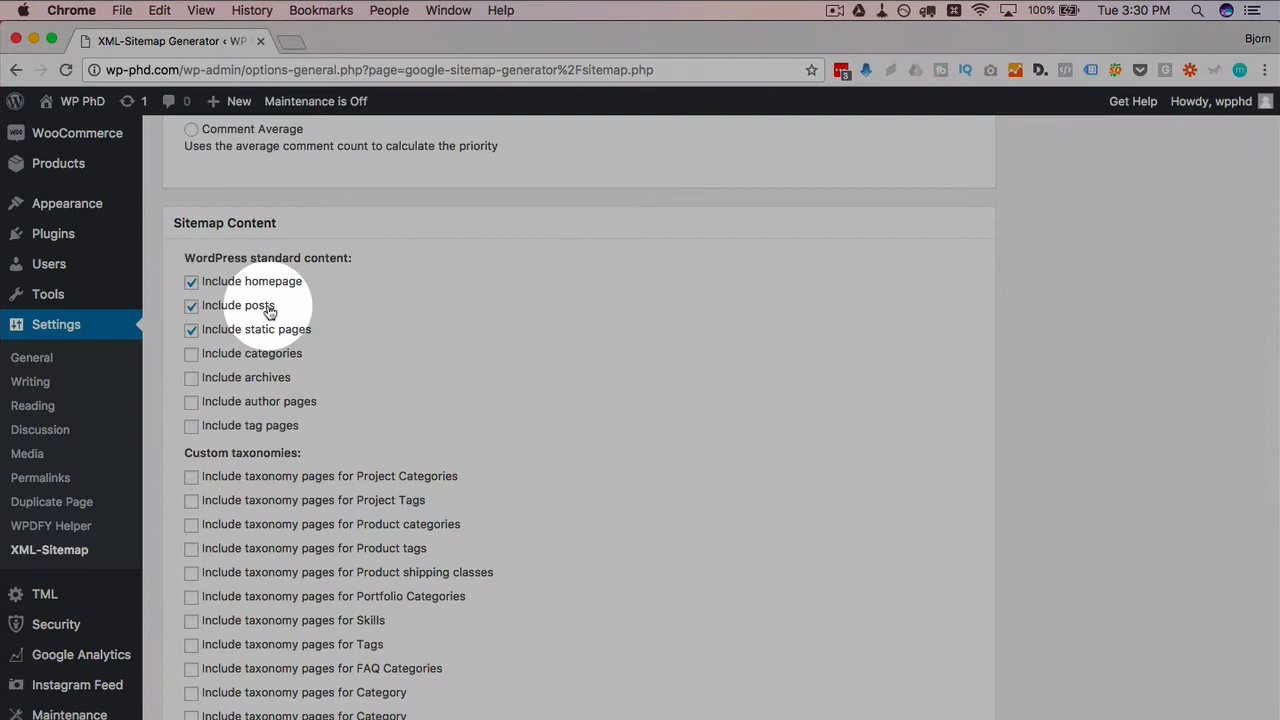 Chrome File Edit View History Bookmarks People Window Help 100% Tue 3:30 PM
XML-Sitemap Generator ‹ WP Bjorn
wp-phd.com/wp-admin/options-general.php?page=google-sitemap-generator%2Fsitemap.php 3
WP PhD 1 0 New Maintenance is Off Get Help Howdy, wpphd
WooCommerce
Products
Appearance
Plugins
Users
Tools
Settings
General
Writing
Reading
Discussion
Media
Permalinks
Duplicate Page
WPDFY Helper
XML-Sitemap
TML
Security
Google Analytics
Instagram Feed
Maintenance
Comment Average
Uses the average comment count to calculate the priority
Sitemap Content
WordPress standard content:
Include homepage
Include posts
Include static pages
Include categories
Include archives
Include author pages
Include tag pages
Custom taxonomies:
Include taxonomy pages for Project Categories
Include taxonomy pages for Project Tags
Include taxonomy pages for Product categories
Include taxonomy pages for Product tags
Include taxonomy pages for Product shipping classes
Include taxonomy pages for Portfolio Categories
Include taxonomy pages for Skills
Include taxonomy pages for Tags
Include taxonomy pages for FAQ Categories
Include taxonomy pages for Category
Include taxonomy pages for Category